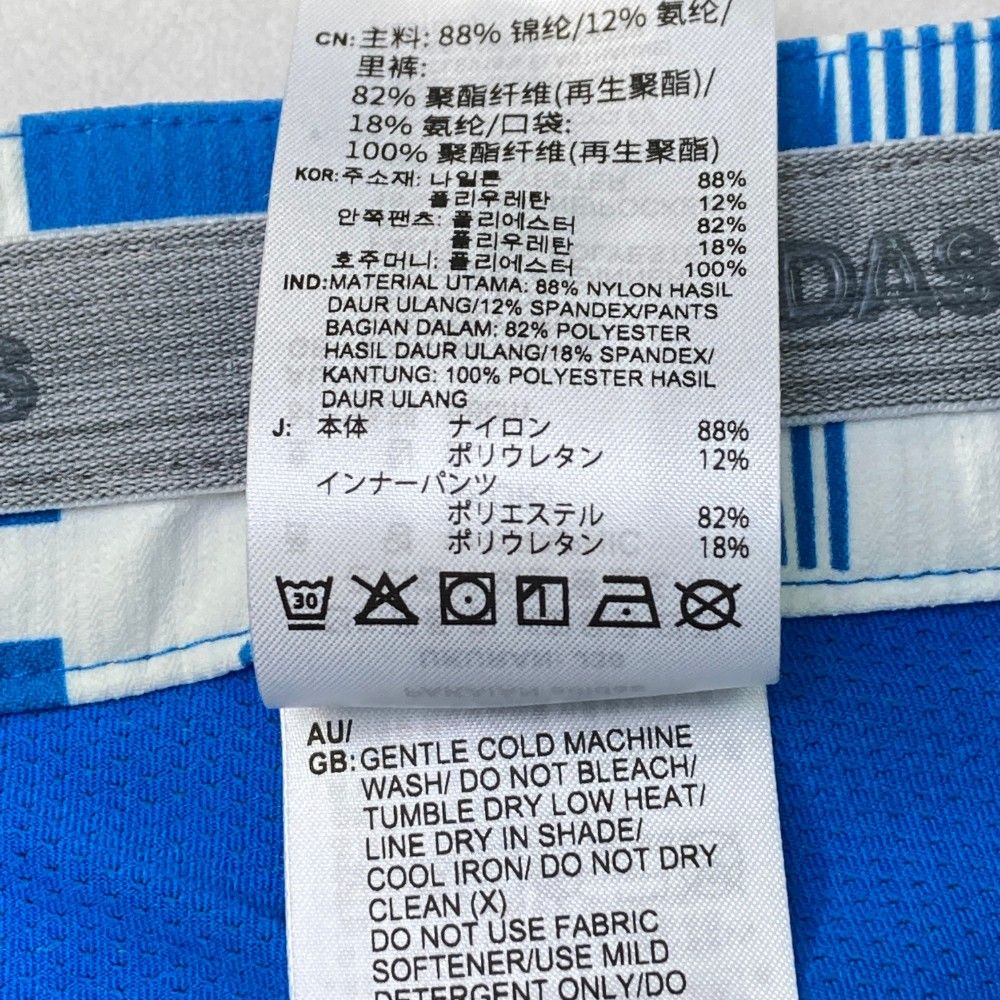 CN: 主料: 88% 锦纶/12% 氨纶/
里裤:
82% 聚酯纤维(再生聚酯)/
18% 氨纶/口袋:
100% 聚酯纤维(再生聚酯)
KOR: 주소재: 나일론 88%
폴리우레탄 12%
안쪽팬츠: 폴리에스터 82%
폴리우레탄 18%
호주머니: 폴리에스터 100%
IND: MATERIAL UTAMA: 88% NYLON HASIL
DAUR ULANG/12% SPANDEX/PANTS
BAGIAN DALAM: 82% POLYESTER
HASIL DAUR ULANG/18% SPANDEX/
KANTUNG: 100% POLYESTER HASIL
DAUR ULANG
J: 本体 ナイロン 88%
ポリウレタン 12%
インナーパンツ
ポリエステル 82%
ポリウレタン 18%
30
AU/
GB: GENTLE COLD MACHINE
WASH/ DO NOT BLEACH/
TUMBLE DRY LOW HEAT/
LINE DRY IN SHADE/
COOL IRON/ DO NOT DRY
CLEAN (X)
DO NOT USE FABRIC
SOFTENER/USE MILD
DETERGENT ONLY/DO
DAS
S